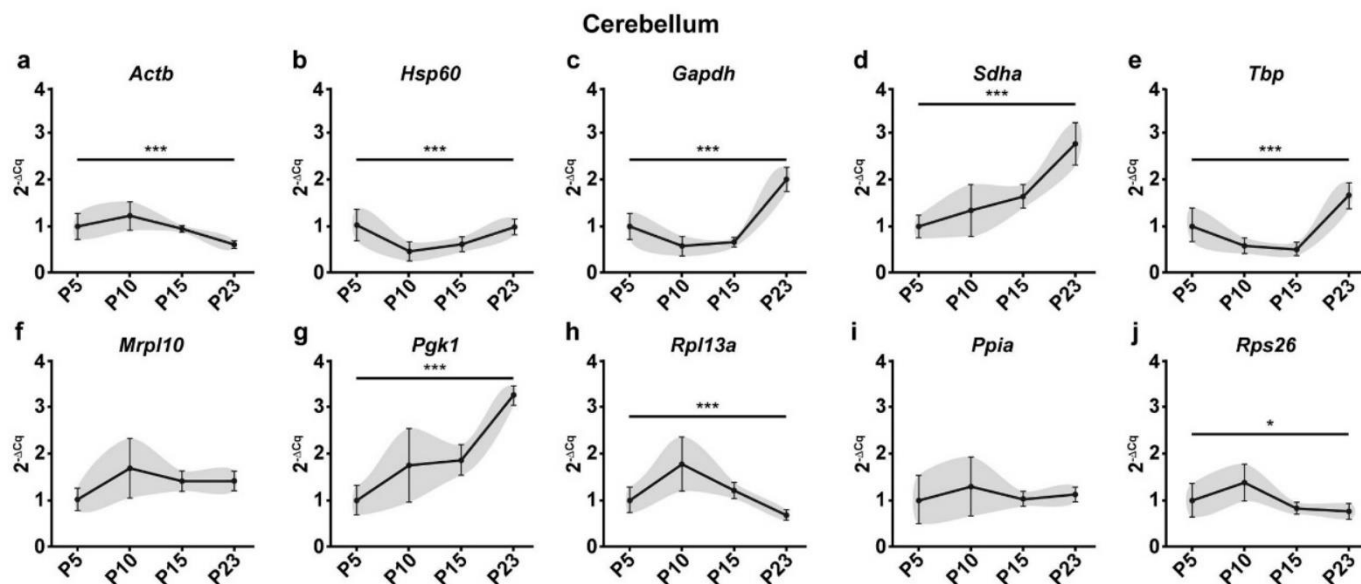 Cerebellum
a Actb
b Hsp60
c Gapdh
d Sdha
e Tbp
4
3
2
1
0
2-ΔCq
***
P5 P10 P15 P23
4
3
2
1
0
2-ΔCq
***
P5 P10 P15 P23
4
3
2
1
0
2-ΔCq
***
P5 P10 P15 P23
4
3
2
1
0
2-ΔCq
***
P5 P10 P15 P23
4
3
2
1
0
2-ΔCq
***
P5 P10 P15 P23
f Mrpl10
g Pgk1
h Rpl13a
i Ppia
j Rps26
4
3
2
1
0
2-ΔCq
P5 P10 P15 P23
4
3
2
1
0
2-ΔCq
***
P5 P10 P15 P23
4
3
2
1
0
2-ΔCq
***
P5 P10 P15 P23
4
3
2
1
0
2-ΔCq
P5 P10 P15 P23
4
3
2
1
0
2-ΔCq
*
P5 P10 P15 P23